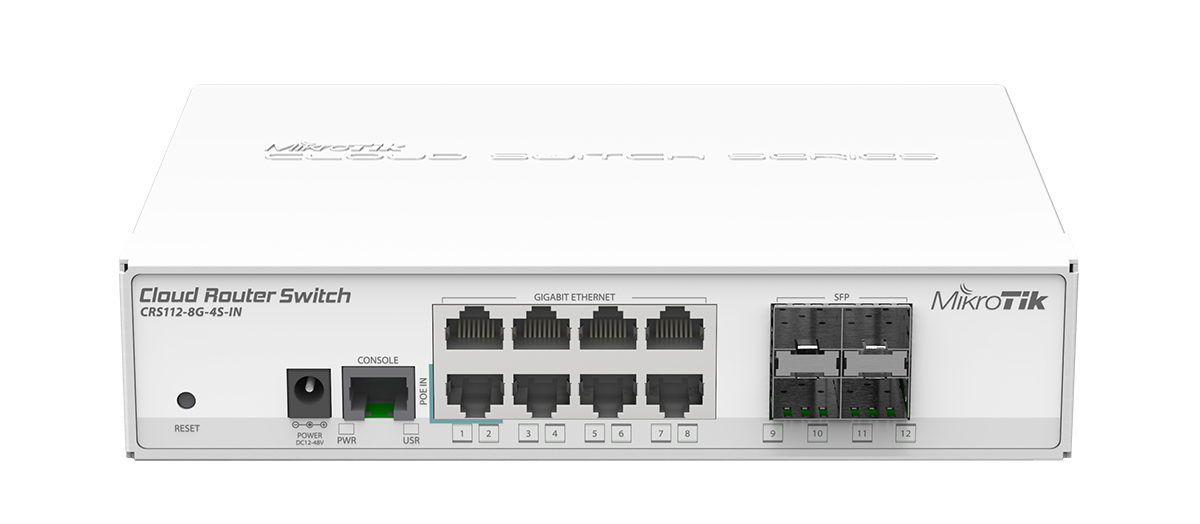 MikroTik
CLOUD SWITCH SERIES
Cloud Router Switch
CRS112-8G-4S-IN
GIGABIT ETHERNET
SFP
MikroTik
CONSOLE
POE IN
RESET
POWER
DC12-48V
PWR
USR
1 2 3 4 5 6 7 8 9 10 11 12